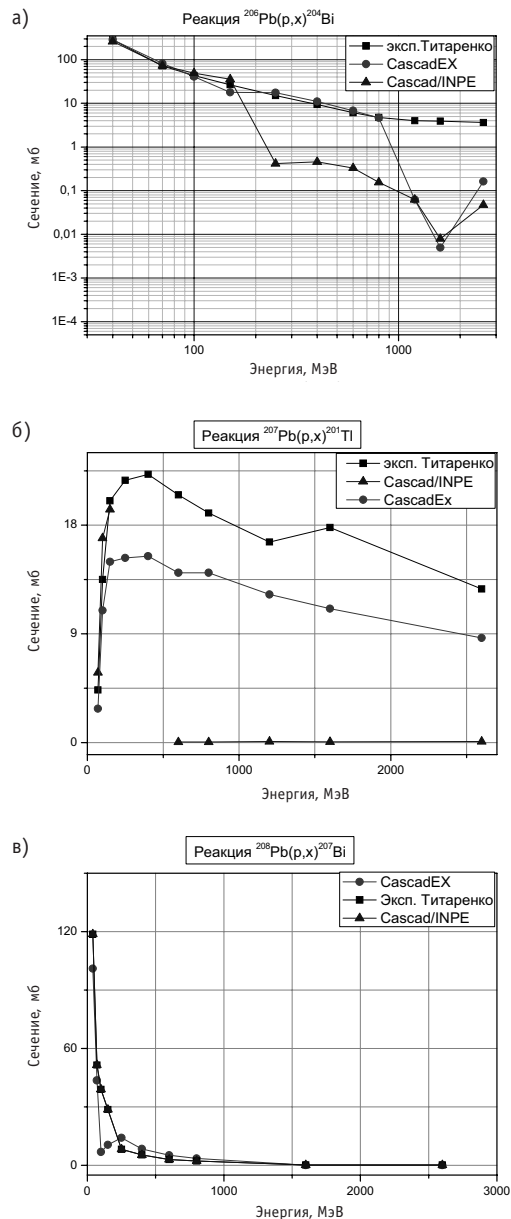 а)
Реакция ²⁰⁶Pb(p,x)²⁰⁴Bi
эксп.Титаренко
CascadEX
Cascad/INPE
Сечение, мб
100
10
1
0,1
0,01
1E-3
1E-4
100
1000
Энергия, МэВ
б)
Реакция ²⁰⁷Pb(p,x)²⁰¹Tl
эксп. Титаренко
Cascad/INPE
CascadEx
Сечение, мб
18
9
0
0
1000
2000
Энергия, МэВ
в)
Реакция ²⁰⁸Pb(p,x)²⁰⁷Bi
CascadEX
Эксп. Титаренко
Cascad/INPE
Сечение, мб
120
60
0
0
1000
2000
3000
Энергия, МэВ